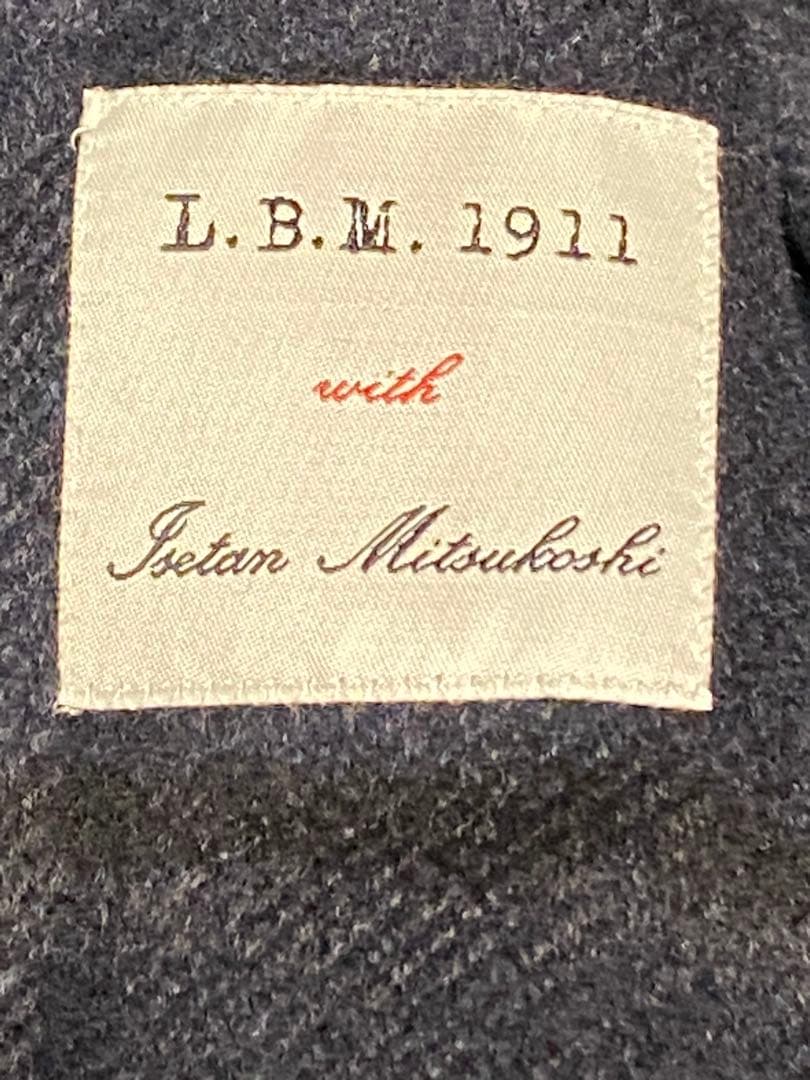 L.B.M. 1911
with
Isetan Mitsukoshi